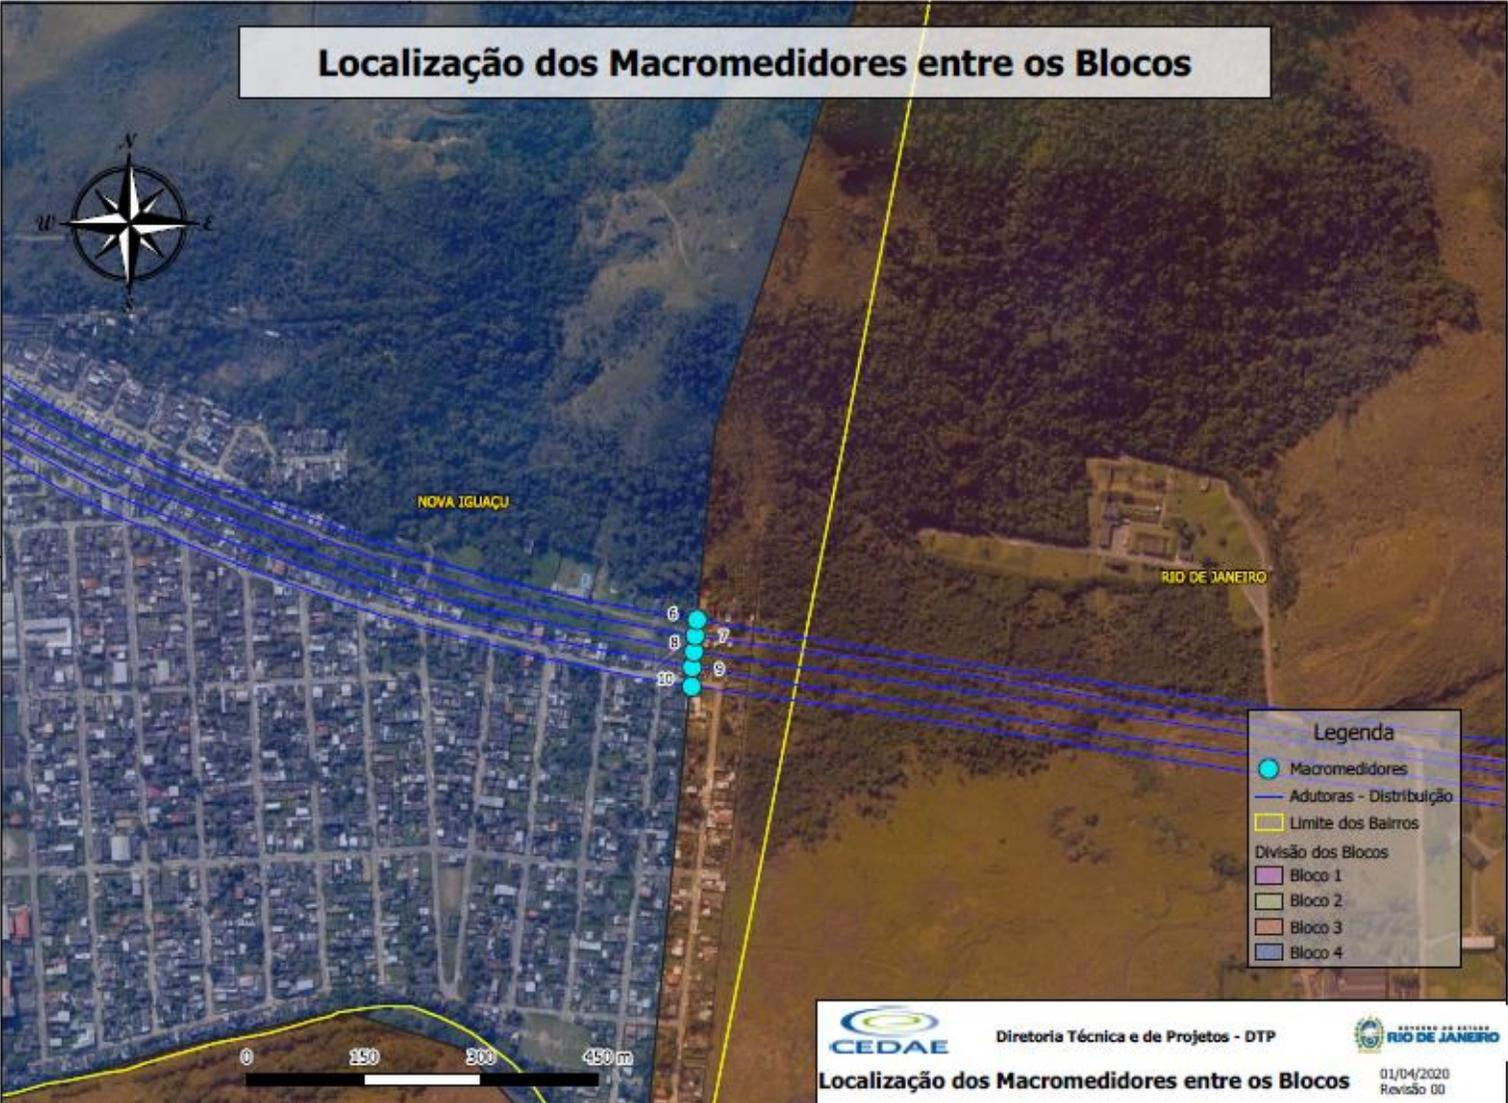 Localização dos Macromedidores entre os Blocos
N
W
E
S
NOVA IGUAÇU
RIO DE JANEIRO
6
7
8
9
10
Legenda
Macromedidores
Adutoras - Distribuição
Limite dos Bairros
Divisão dos Blocos
Bloco 1
Bloco 2
Bloco 3
Bloco 4
0 150 300 450 m
CEDAE
Diretoria Técnica e de Projetos - DTP
GOVERNO DO ESTADO
RIO DE JANEIRO
Localização dos Macromedidores entre os Blocos
01/04/2020
Revisão 00